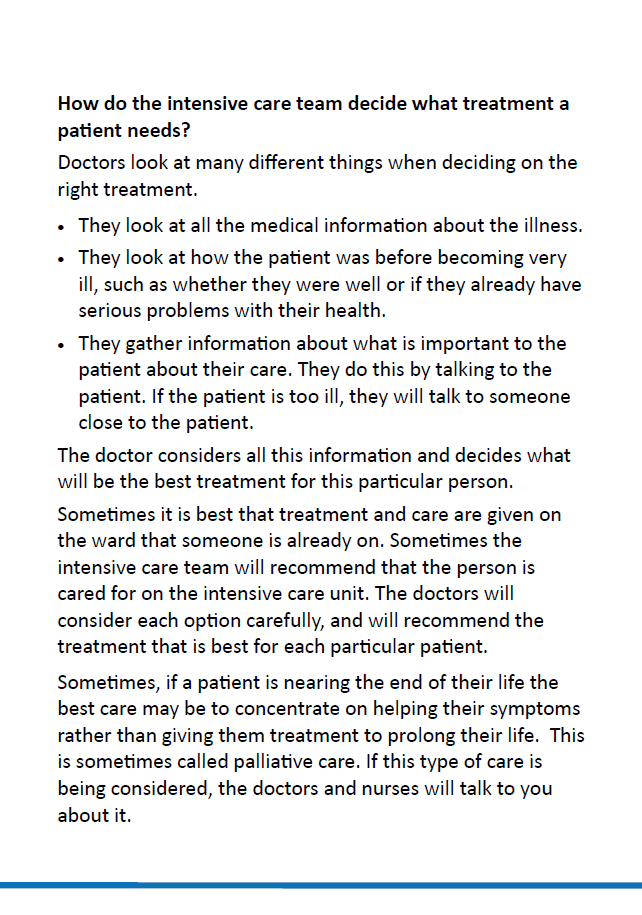 How do the intensive care team decide what treatment a
patient needs?
Doctors look at many different things when deciding on the
right treatment.
• They look at all the medical information about the illness.
• They look at how the patient was before becoming very
ill, such as whether they were well or if they already have
serious problems with their health.
• They gather information about what is important to the
patient about their care. They do this by talking to the
patient. If the patient is too ill, they will talk to someone
close to the patient.
The doctor considers all this information and decides what
will be the best treatment for this particular person.
Sometimes it is best that treatment and care are given on
the ward that someone is already on. Sometimes the
intensive care team will recommend that the person is
cared for on the intensive care unit. The doctors will
consider each option carefully, and will recommend the
treatment that is best for each particular patient.
Sometimes, if a patient is nearing the end of their life the
best care may be to concentrate on helping their symptoms
rather than giving them treatment to prolong their life.  This
is sometimes called palliative care. If this type of care is
being considered, the doctors and nurses will talk to you
about it.